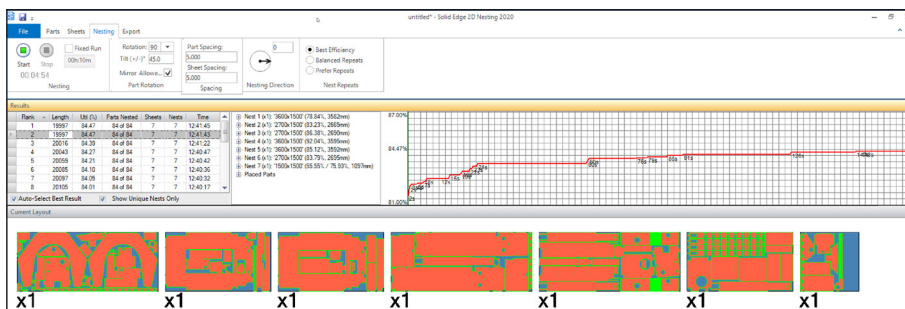 untitled* - Solid Edge 2D Nesting 2020
File Parts Sheets Nesting Export
Start Stop
Fixed Run
00h:10m
00:04:54
Nesting
Rotation: 90
Tilt (+/-)° 45.0
Mirror Allowe...
Part Rotation
Part Spacing:
5.000
Sheet Spacing:
5.000
Spacing
0
Nesting Direction
Best Efficiency
Balanced Repeats
Prefer Repeats
Nest Repeats
Results
Rank Length Util (%) Parts Nested Sheets Nests Time
1 19997 84.47 84 of 84 7 7 12:41:45
2 19997 84.47 84 of 84 7 7 12:41:43
3 20016 84.39 84 of 84 7 7 12:41:22
4 20043 84.27 84 of 84 7 7 12:40:47
5 20059 84.21 84 of 84 7 7 12:40:42
6 20085 84.10 84 of 84 7 7 12:40:36
7 20097 84.05 84 of 84 7 7 12:40:32
8 20105 84.01 84 of 84 7 7 12:40:17
Auto-Select Best Result Show Unique Nests Only
Nest 1 (x1): '3600x1500' (78.84%, 3582mm)
Nest 2 (x1): '2700x1500' (83.23%, 2695mm)
Nest 3 (x1): '2700x1500' (86.38%, 2690mm)
Nest 4 (x1): '3600x1500' (92.04%, 3595mm)
Nest 5 (x1): '3600x1500' (85.12%, 3592mm)
Nest 6 (x1): '2700x1500' (83.79%, 2695mm)
Nest 7 (x1): '1500x1500' (55.55% / 75.93%, 1097mm)
Placed Parts
87.00%
84.47%
81.00%
2s
12s
Current Layout
x1 x1 x1 x1 x1 x1 x1